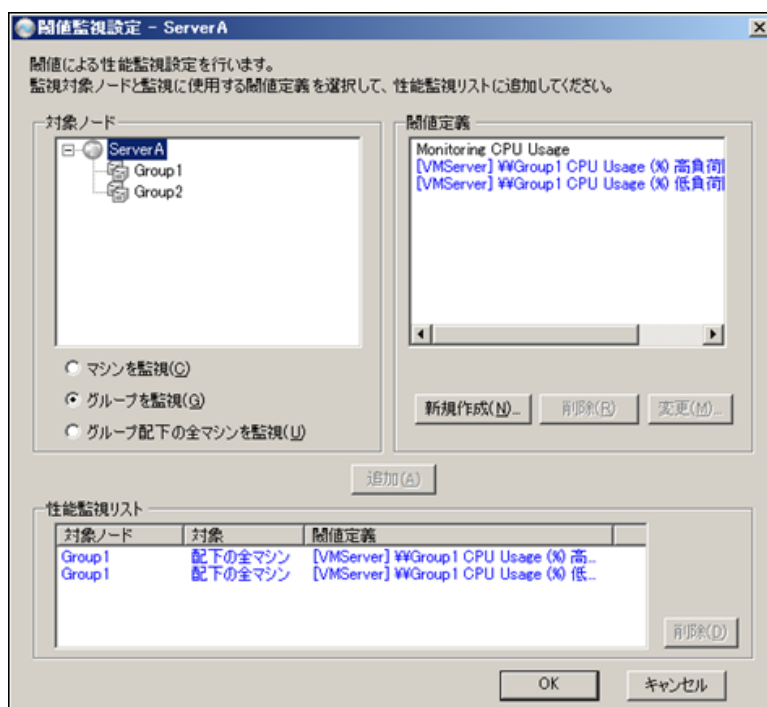 閾値監視設定 - ServerA
閾値による性能監視設定を行います。
監視対象ノードと監視に使用する閾値定義を選択して、性能監視リストに追加してください。
対象ノード
ServerA
Group1
Group2
マシンを監視(C)
グループを監視(G)
グループ配下の全マシンを監視(U)
閾値定義
Monitoring CPU Usage
[VMServer] ¥¥Group1 CPU Usage (%) 高負荷
[VMServer] ¥¥Group1 CPU Usage (%) 低負荷
新規作成(N)... 削除(R) 変更(M)...
追加(A)
性能監視リスト
対象ノード 対象 閾値定義
Group1 配下の全マシン [VMServer] ¥¥Group1 CPU Usage (%) 高...
Group1 配下の全マシン [VMServer] ¥¥Group1 CPU Usage (%) 低...
削除(D)
OK キャンセル